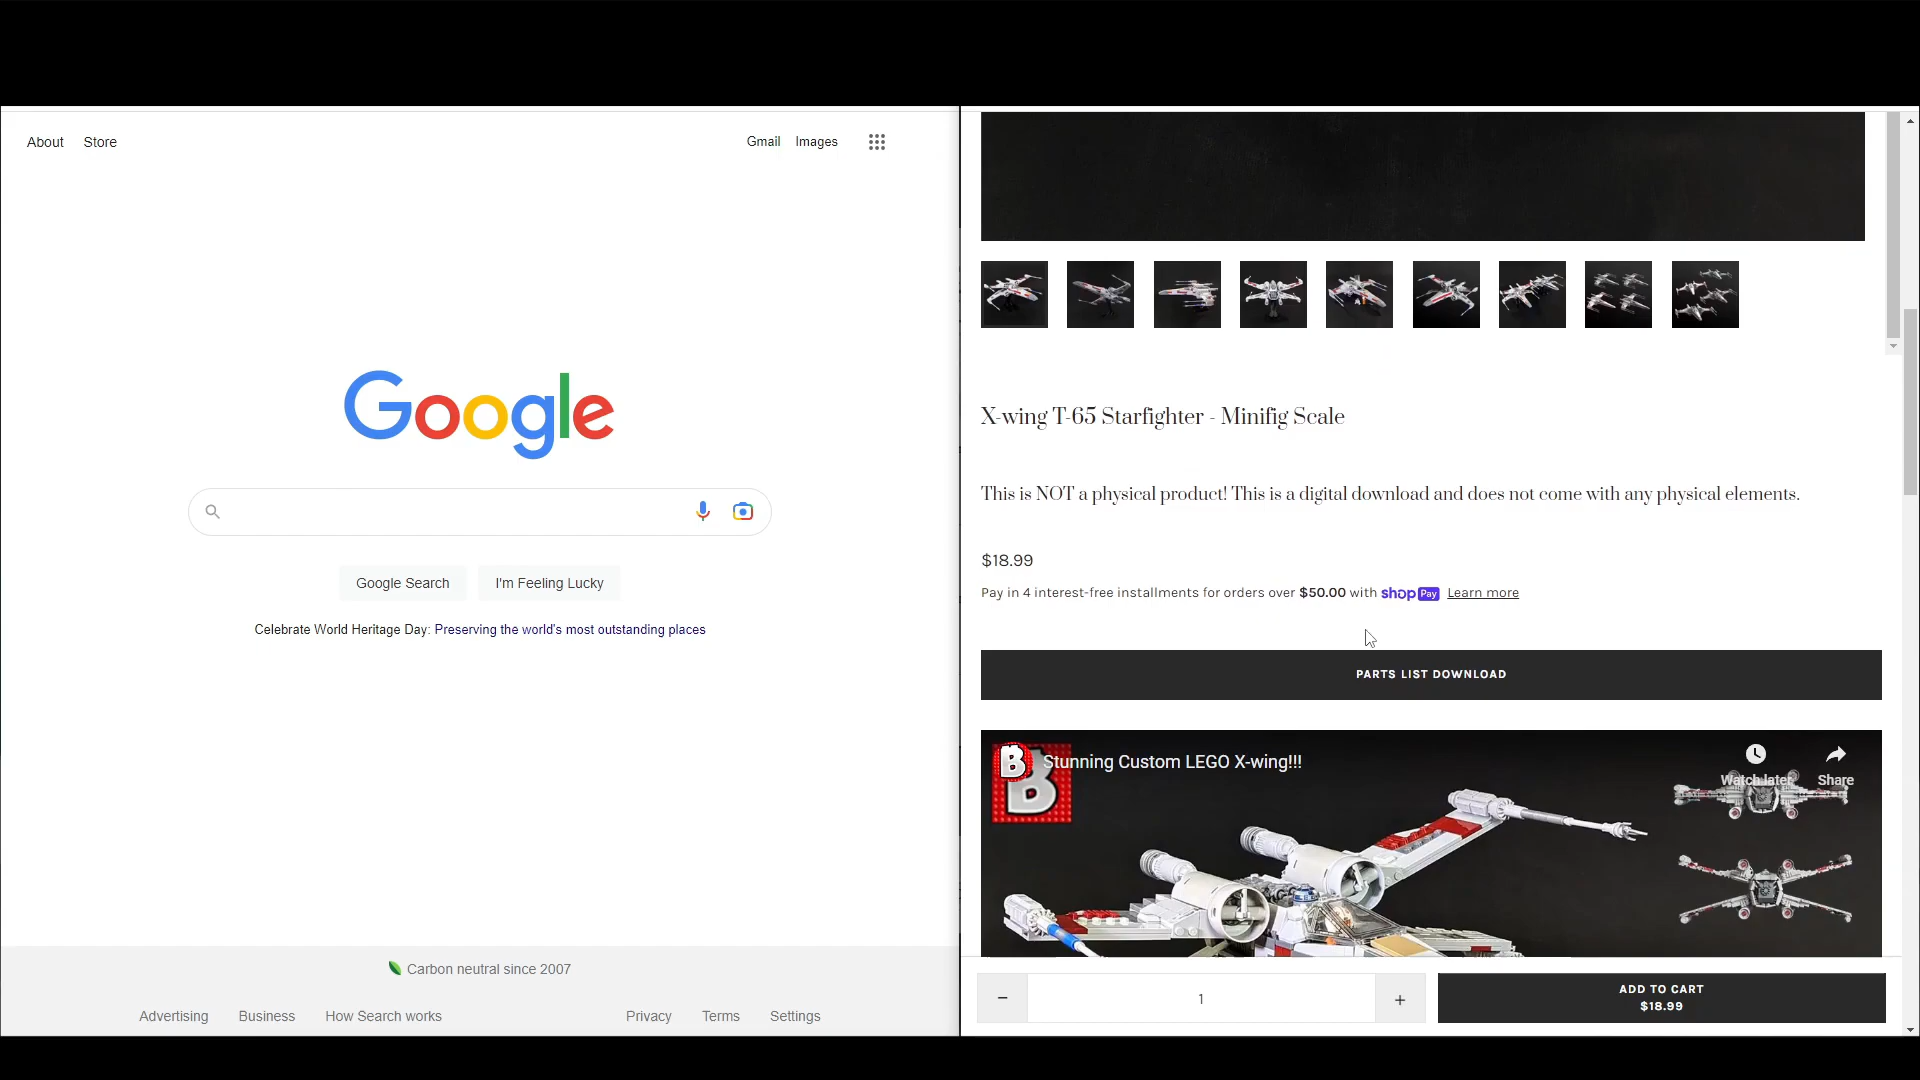 About Store
Gmail Images
Google
Google Search
I'm Feeling Lucky
Celebrate World Heritage Day: Preserving the world's most outstanding places
Carbon neutral since 2007
Advertising Business How Search works
Privacy Terms Settings
X-wing T-65 Starfighter - Minifig Scale
This is NOT a physical product! This is a digital download and does not come with any physical elements.
$18.99
Pay in 4 interest-free installments for orders over $50.00 with shop Pay Learn more
PARTS LIST DOWNLOAD
B
B
Stunning Custom LEGO X-wing!!!
Watch later
Share
− 1 +
ADD TO CART
$18.99